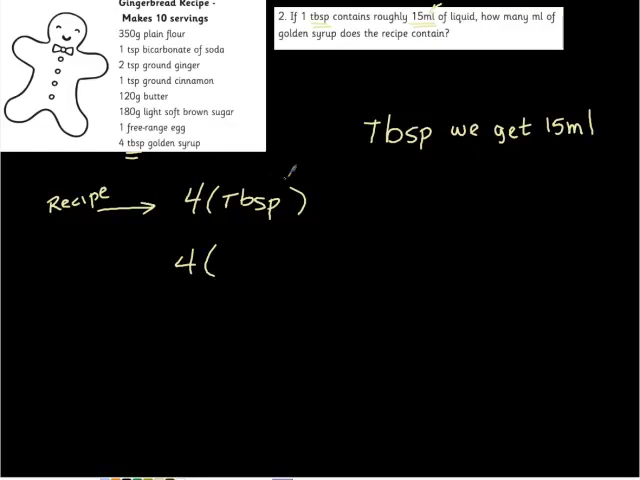 Gingerbread Recipe -
Makes 10 servings
350g plain flour
1 tsp bicarbonate of soda
2 tsp ground ginger
1 tsp ground cinnamon
120g butter
180g light soft brown sugar
1 free-range egg
4 tbsp golden syrup
2. If 1 tbsp contains roughly 15ml of liquid, how many ml of
golden syrup does the recipe contain?
Tbsp we get 15ml
Recipe → 4(Tbsp)
4(